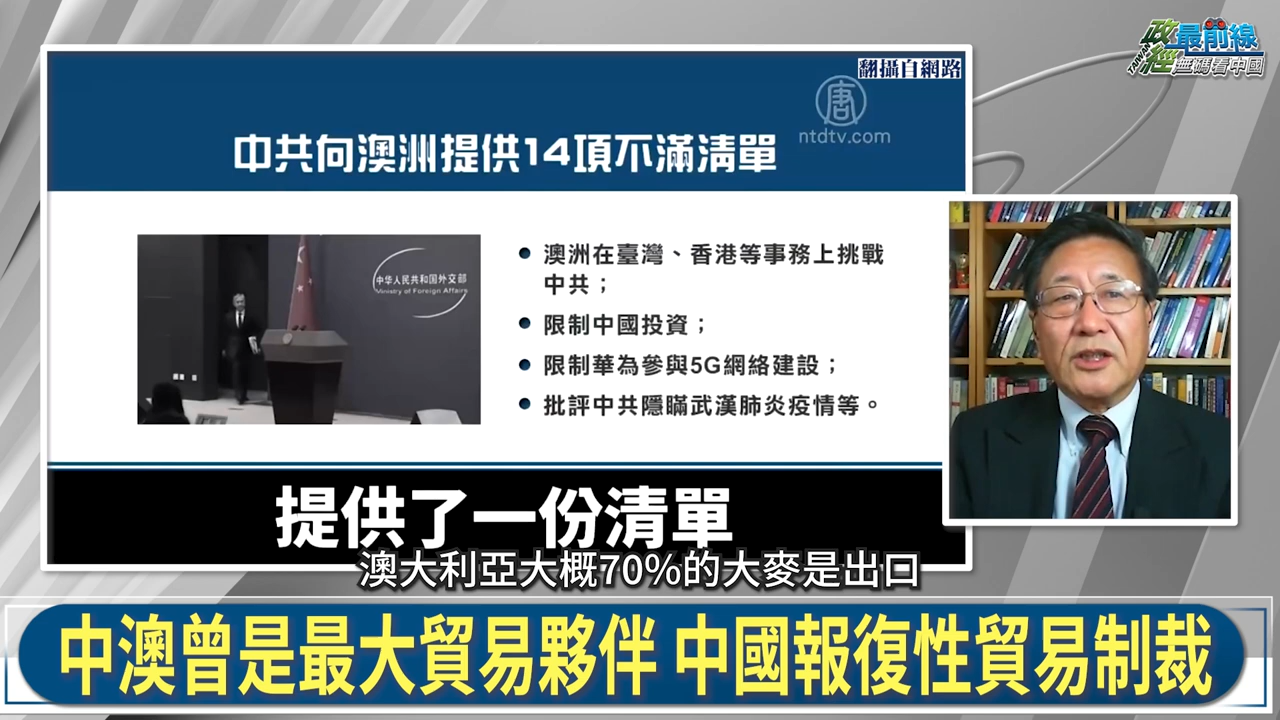 政經最前線
無碼看中國
翻攝自網路
唐
ntdtv.com
中共向澳洲提供14項不滿清單
中华人民共和国外交部
Ministry of Foreign Affairs
• 澳洲在臺灣、香港等事務上挑戰
中共；
• 限制中國投資；
• 限制華為參與5G網絡建設；
• 批評中共隱瞞武漢肺炎疫情等。
提供了一份清單
澳大利亞大概70%的大麥是出口
中澳曾是最大貿易夥伴 中國報復性貿易制裁